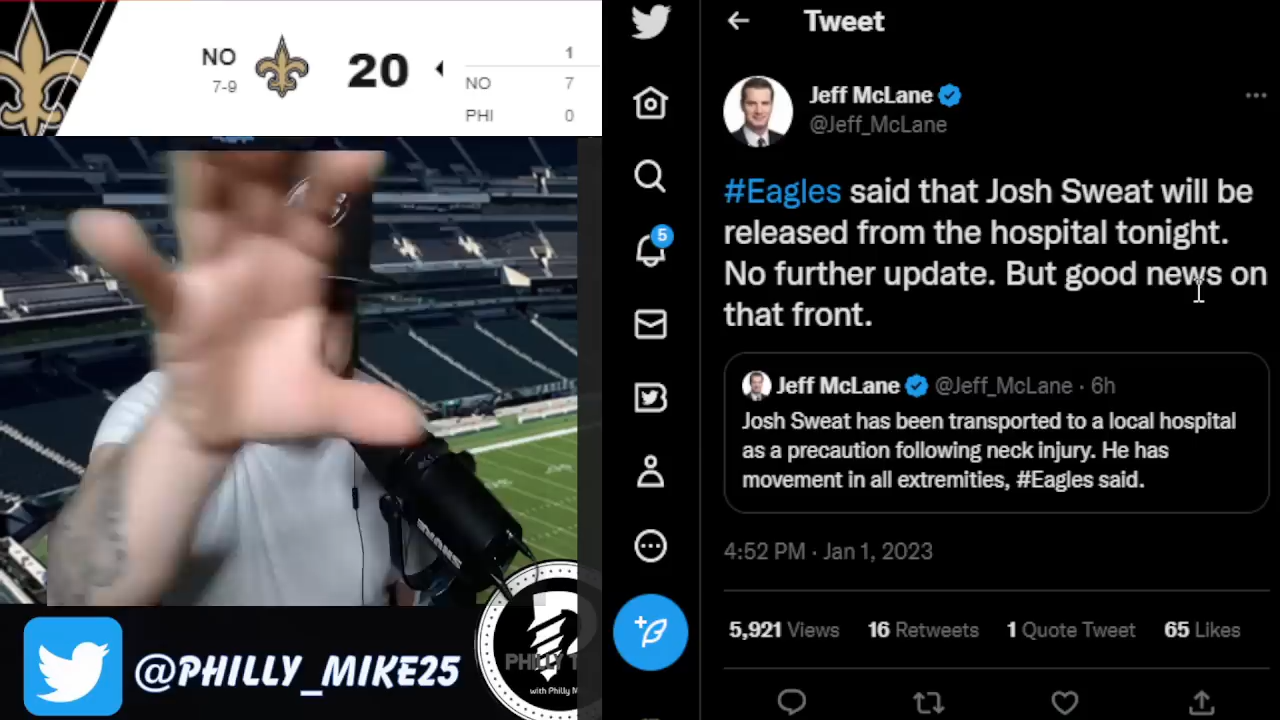 NO
7-9
20
1
NO 7
PHI 0
@PHILLY_MIKE25
PHILLY
with Philly
Tweet
5
Jeff McLane
@Jeff_McLane
#Eagles said that Josh Sweat will be
released from the hospital tonight.
No further update. But good news on
that front.
Jeff McLane @Jeff_McLane · 6h
Josh Sweat has been transported to a local hospital
as a precaution following neck injury. He has
movement in all extremities, #Eagles said.
4:52 PM · Jan 1, 2023
5,921 Views 16 Retweets 1 Quote Tweet 65 Likes